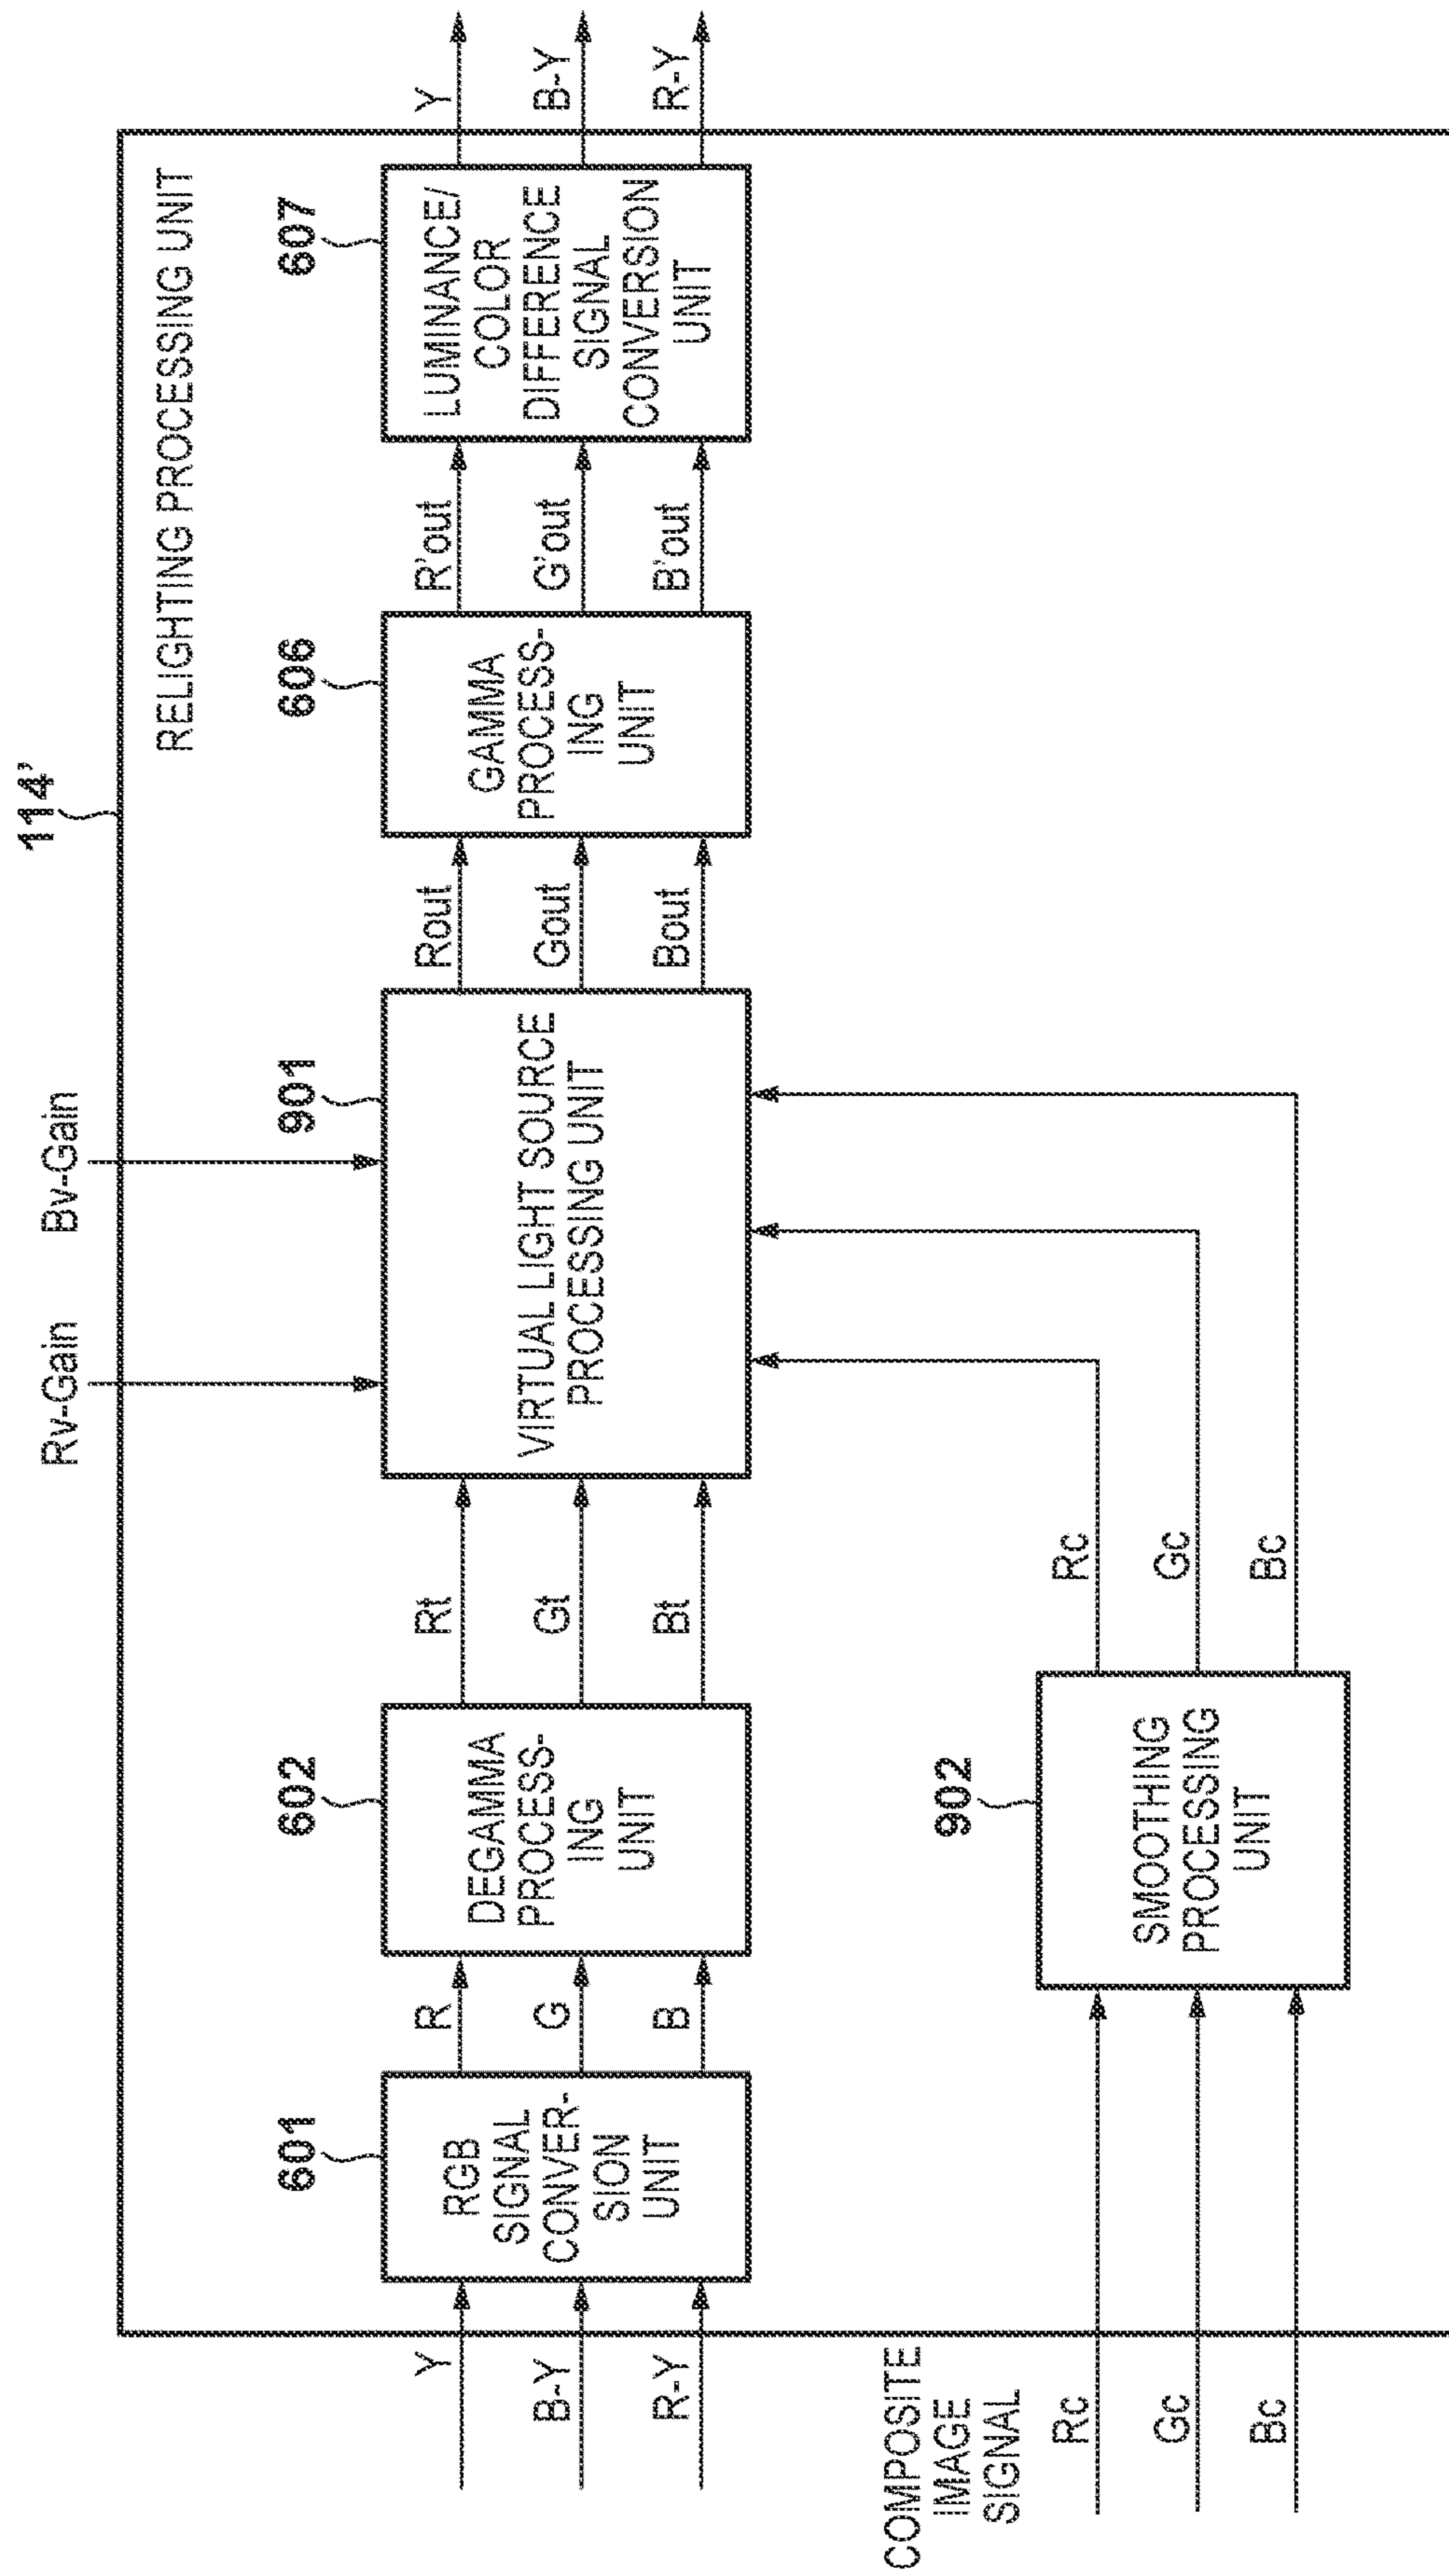 114'
Rv-Gain
Bv-Gain
RELIGHTING PROCESSING UNIT
601
602
901
606
607
Y
B-Y
R-Y
RGB
SIGNAL
CONVER-
SION
UNIT
R
G
B
DEGAMMA
PROCESS-
ING
UNIT
Rt
Gt
Bt
VIRTUAL LIGHT SOURCE
PROCESSING UNIT
Rout
Gout
Bout
GAMMA
PROCESS-
ING
UNIT
R'out
G'out
B'out
LUMINANCE/
COLOR
DIFFERENCE
SIGNAL
CONVERSION
UNIT
Y
B-Y
R-Y
COMPOSITE
IMAGE
SIGNAL
Rc
Gc
Bc
902
SMOOTHING
PROCESSING
UNIT
Rc
Gc
Bc